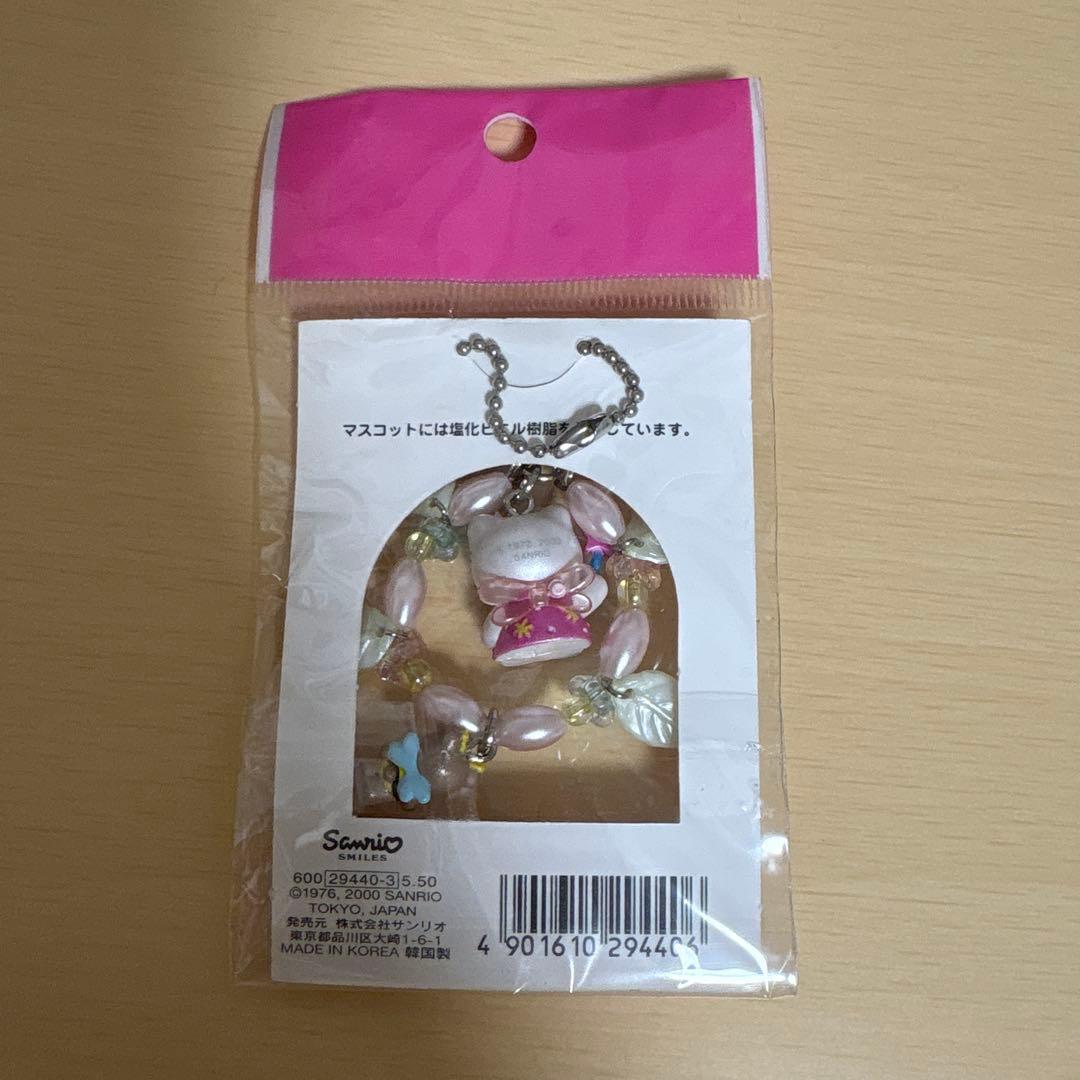 マスコットには塩化ビニル樹脂を しています。
© 1976, 2000
SANRIO
Sanrio
SMILES
600 29440-3 5.50
©1976, 2000 SANRIO
TOKYO, JAPAN
発売元 株式会社サンリオ
東京都品川区大崎1-6-1
MADE IN KOREA 韓国製
4 901610 294406